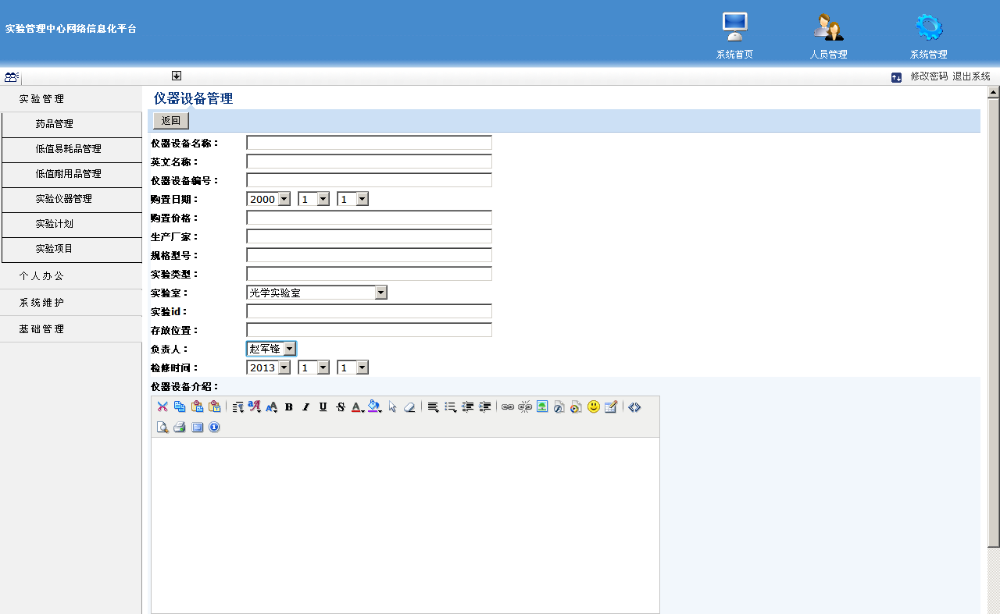 实验管理中心网络信息化平台
系统首页 人员管理 系统管理
修改密码 退出系统
实验管理
药品管理
低值易耗品管理
低值耐用品管理
实验仪器管理
实验计划
实验项目
个人办公
系统维护
基础管理
仪器设备管理
返回
仪器设备名称：
英文名称：
仪器设备编号：
购置日期： 2000 1 1
购置价格：
生产厂家：
规格型号：
实验类型：
实验室： 光学实验室
实验id：
存放位置：
负责人： 赵军锋
检修时间： 2013 1 1
仪器设备介绍：